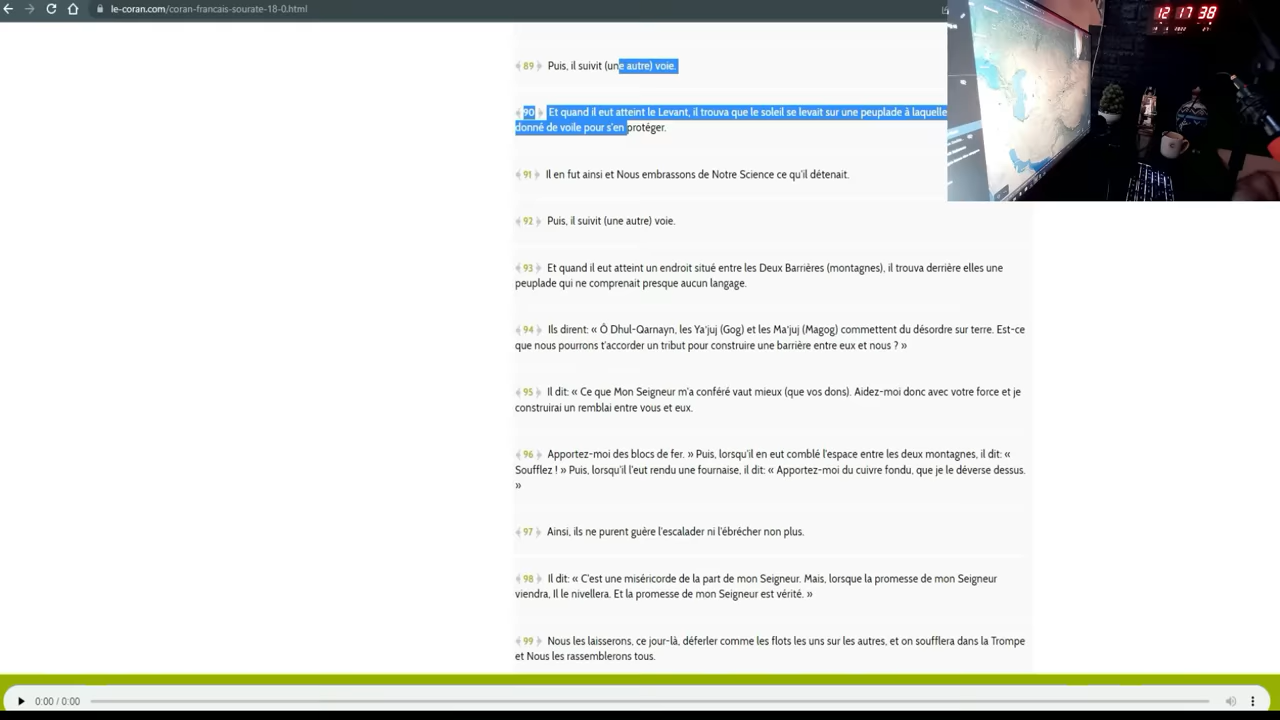 le-coran.com/coran-francais-sourate-18-0.html
12 17 38
89 Puis, il suivit (une autre) voie.
90 Et quand il eut atteint le Levant, il trouva que le soleil se levait sur une peuplade à laquelle
donné de voile pour s'en protéger.
91 Il en fut ainsi et Nous embrassons de Notre Science ce qu'il détenait.
92 Puis, il suivit (une autre) voie.
93 Et quand il eut atteint un endroit situé entre les Deux Barrières (montagnes), il trouva derrière elles une
peuplade qui ne comprenait presque aucun langage.
94 Ils dirent: « Ô Dhul-Qarnayn, les Ya'juj (Gog) et les Ma'juj (Magog) commettent du désordre sur terre. Est-ce
que nous pourrons t'accorder un tribut pour construire une barrière entre eux et nous ? »
95 Il dit: « Ce que Mon Seigneur m'a conféré vaut mieux (que vos dons). Aidez-moi donc avec votre force et je
construirai un remblai entre vous et eux.
96 Apportez-moi des blocs de fer. » Puis, lorsqu'il en eut comblé l'espace entre les deux montagnes, il dit: «
Soufflez ! » Puis, lorsqu'il l'eut rendu une fournaise, il dit: « Apportez-moi du cuivre fondu, que je le déverse dessus.
»
97 Ainsi, ils ne purent guère l'escalader ni l'ébrécher non plus.
98 Il dit: « C'est une miséricorde de la part de mon Seigneur. Mais, lorsque la promesse de mon Seigneur
viendra, Il le nivellera. Et la promesse de mon Seigneur est vérité. »
99 Nous les laisserons, ce jour-là, déferler comme les flots les uns sur les autres, et on soufflera dans la Trompe
et Nous les rassemblerons tous.
0:00 / 0:00